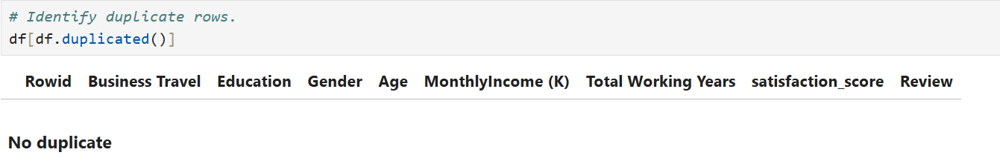 # Identify duplicate rows.
df[df.duplicated()]
Rowid Business Travel Education Gender Age MonthlyIncome (K) Total Working Years satisfaction_score Review
No duplicate